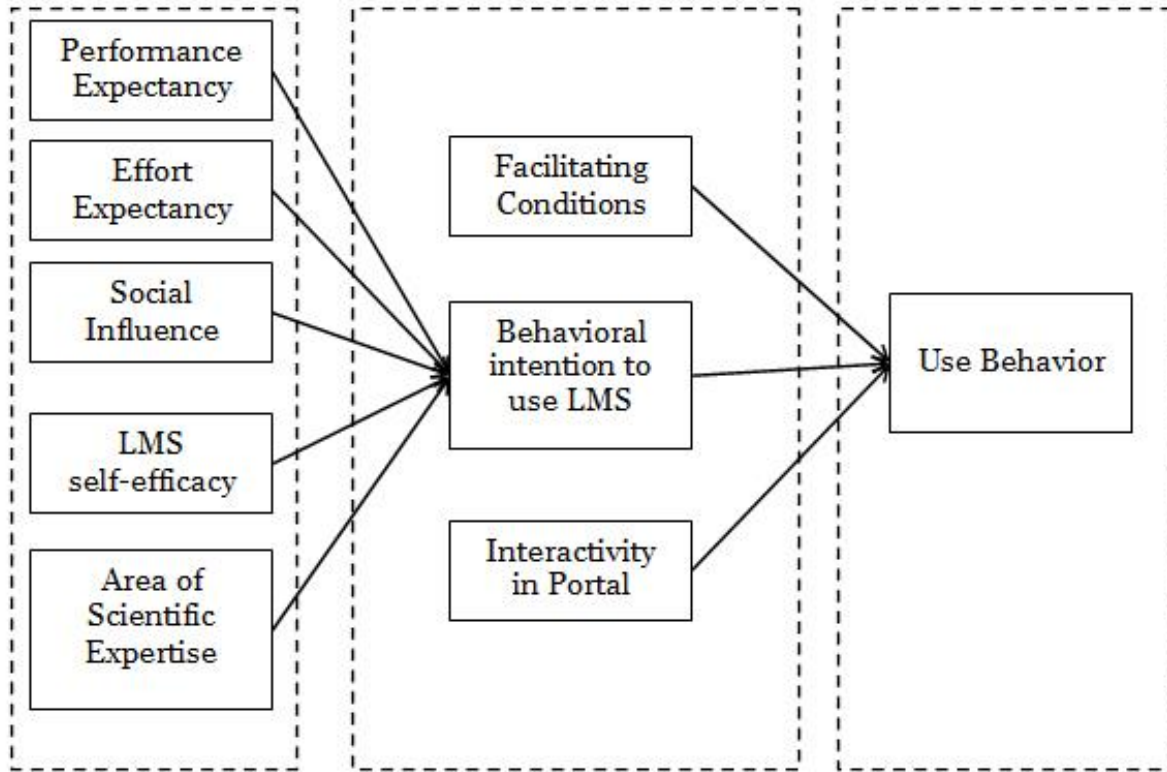 Performance
Expectancy
Effort
Expectancy
Social
Influence
LMS
self-efficacy
Area of
Scientific
Expertise
Facilitating
Conditions
Behavioral
intention to
use LMS
Interactivity
in Portal
Use Behavior